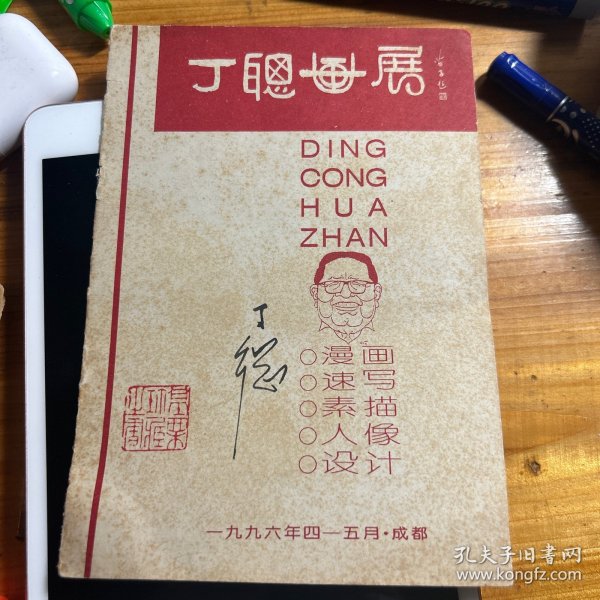 丁聪画展
DING
CONG
HUA
ZHAN
丁聪
○漫画
○速写
○素描
○人像
○设计
一九九六年四—五月·成都
孔夫子旧书网
www.kongfz.com